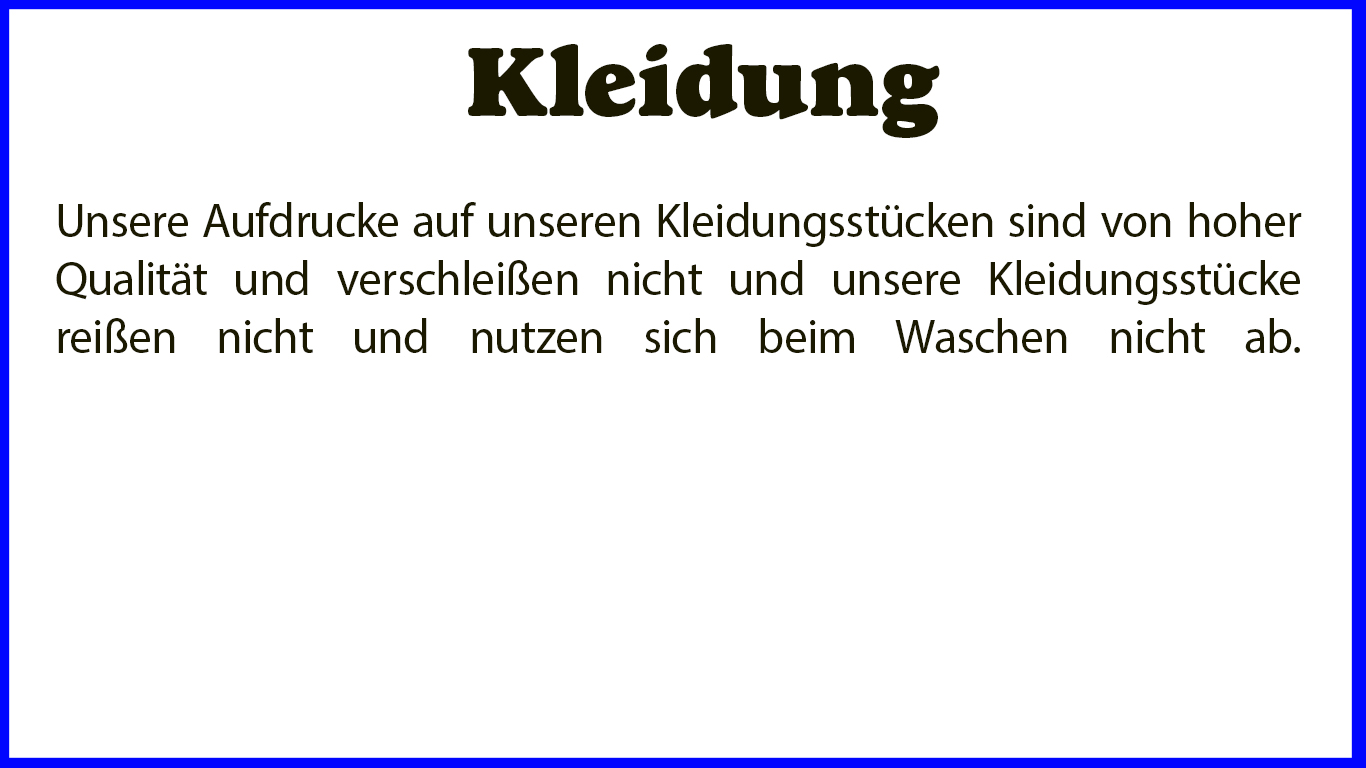 Kleidung
Unsere Aufdrucke auf unseren Kleidungsstücken sind von hoher
Qualität und verschleißen nicht und unsere Kleidungsstücke
reißen nicht und nutzen sich beim Waschen nicht ab.